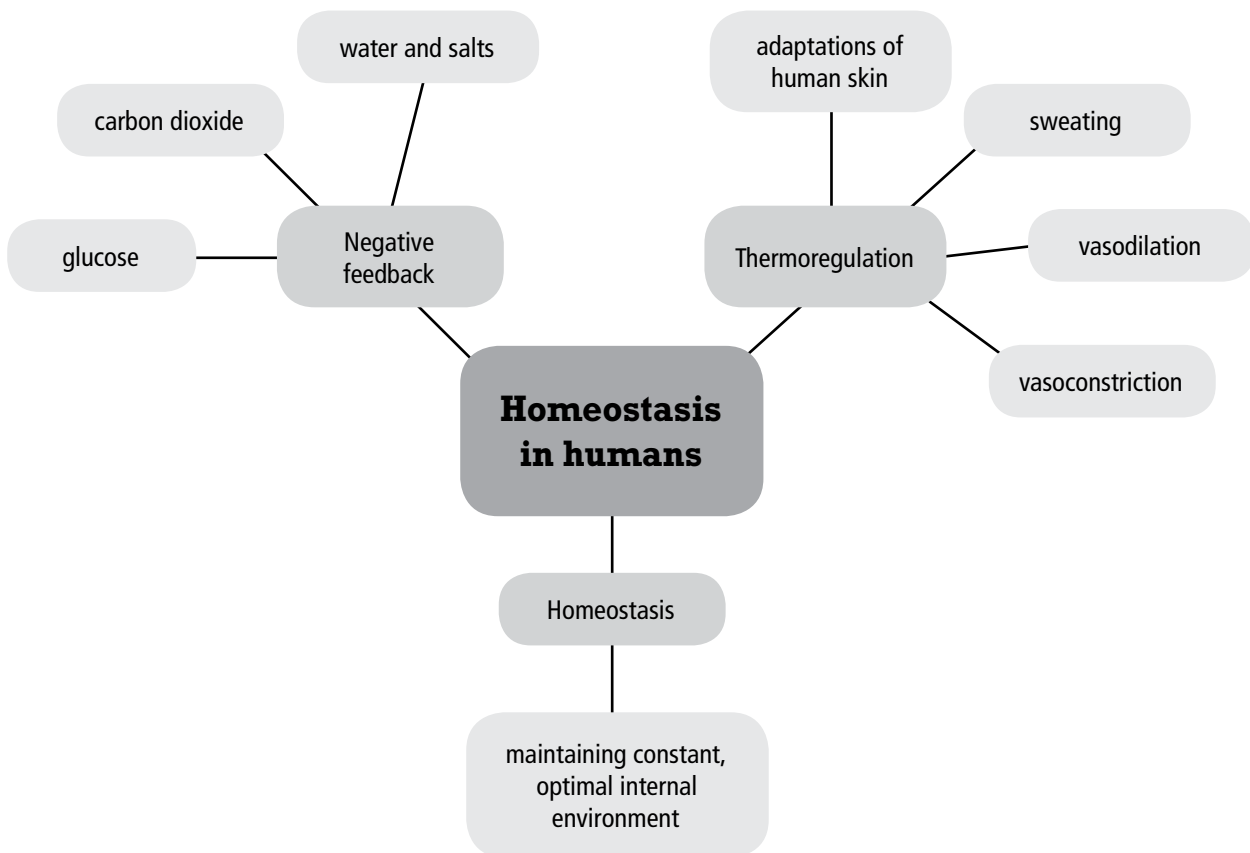 water and salts
carbon dioxide
glucose
Negative
feedback
adaptations of
human skin
sweating
vasodilation
vasoconstriction
Thermoregulation
Homeostasis
in humans
Homeostasis
maintaining constant,
optimal internal
environment